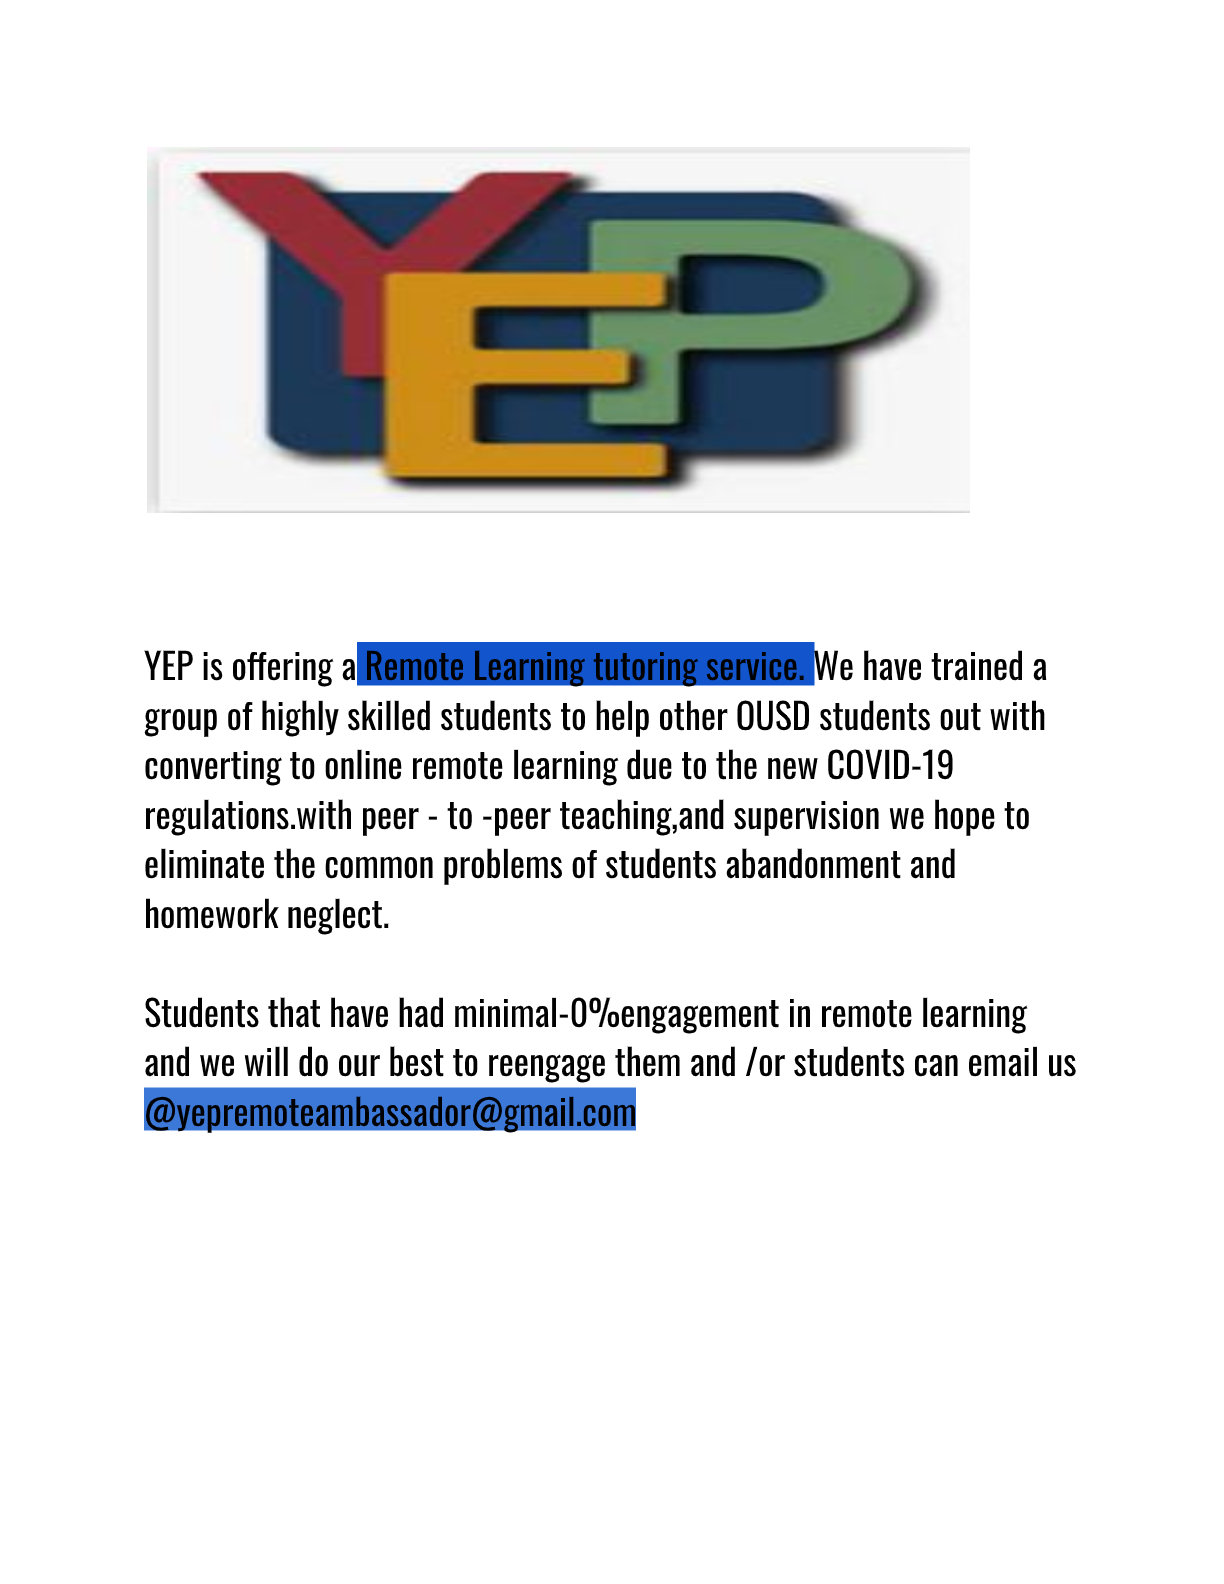 YEP
YEP is offering a Remote Learning tutoring service. We have trained a
group of highly skilled students to help other OUSD students out with
converting to online remote learning due to the new COVID-19
regulations.with peer - to -peer teaching,and supervision we hope to
eliminate the common problems of students abandonment and
homework neglect.
Students that have had minimal-0%engagement in remote learning
and we will do our best to reengage them and /or students can email us
@yepremoteambassador@gmail.com